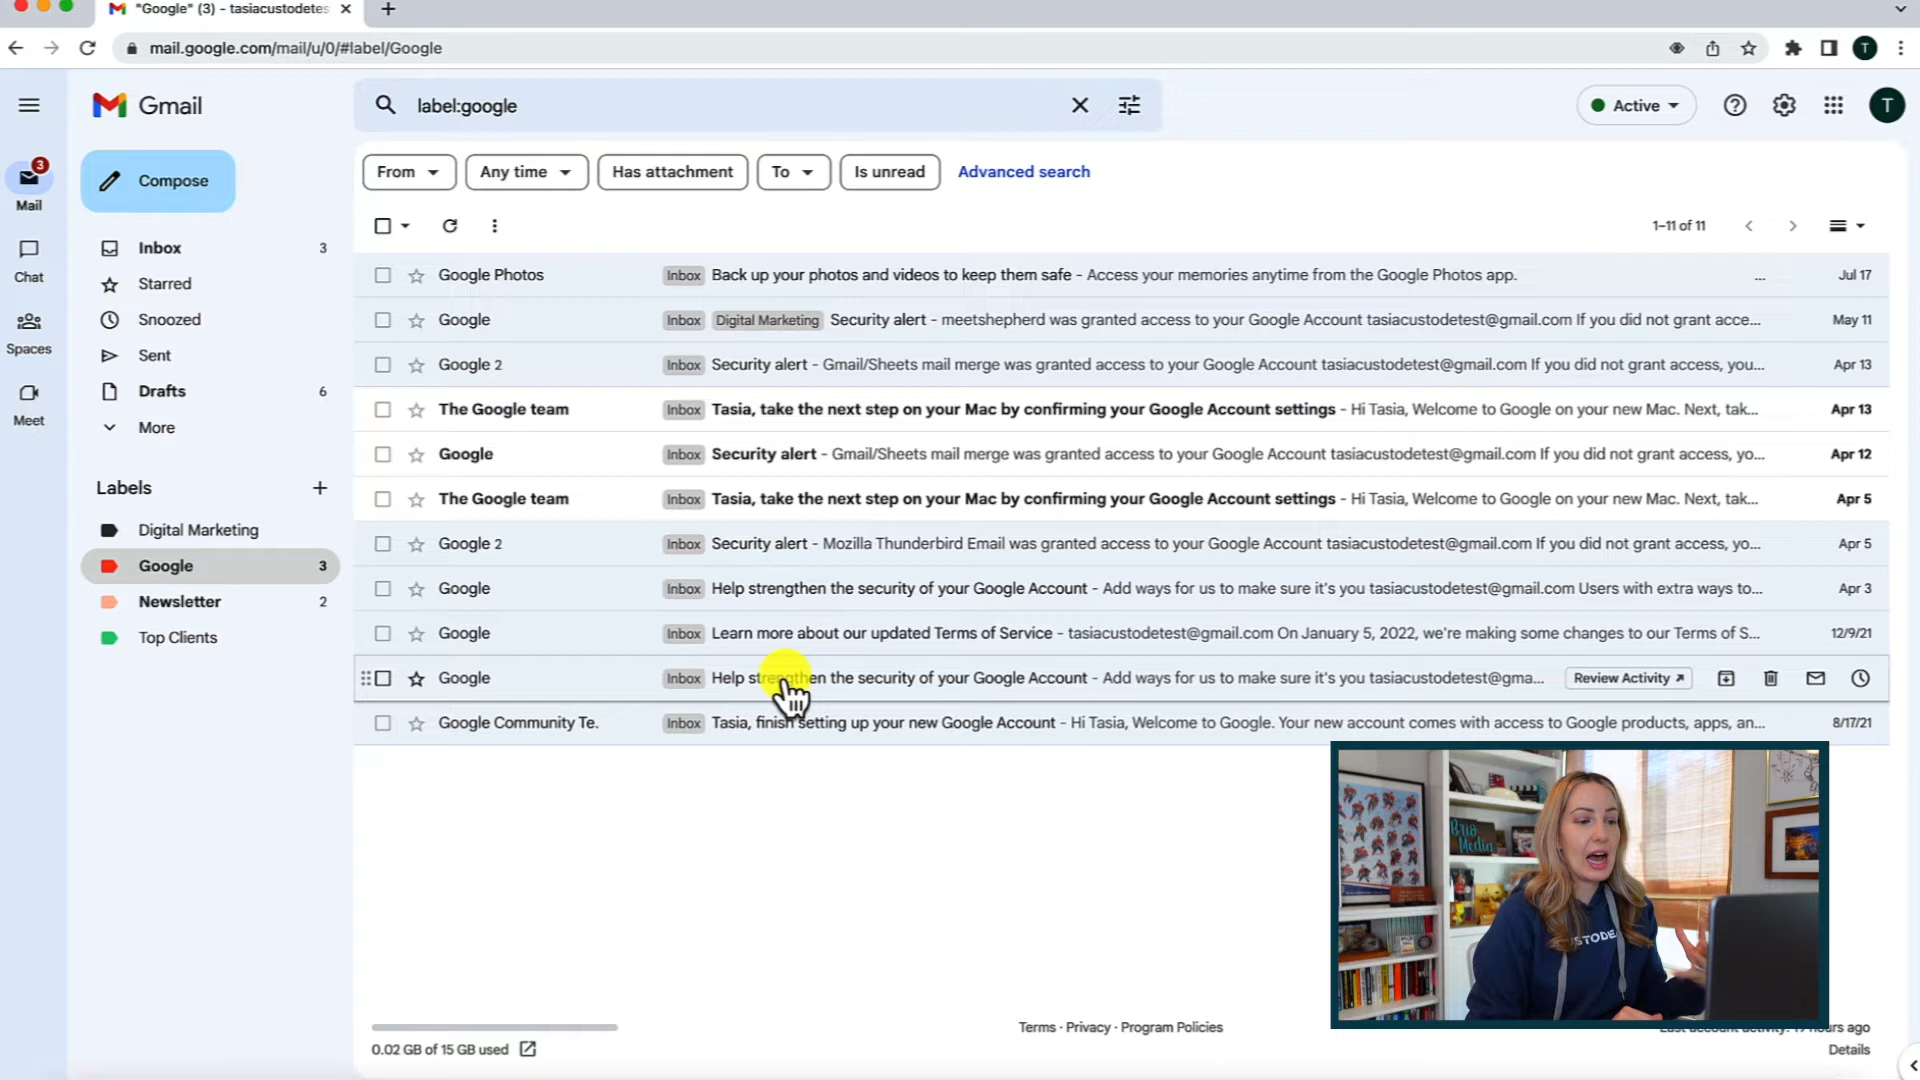 "Google" (3) - tasiacustodetes
mail.google.com/mail/u/0/#label/Google
T
Gmail
label:google
Active
T
3
Mail
Chat
Spaces
Meet
Compose
Inbox 3
Starred
Snoozed
Sent
Drafts 6
More
Labels
Digital Marketing
Google 3
Newsletter 2
Top Clients
From Any time Has attachment To Is unread Advanced search
1–11 of 11
Google Photos Inbox Back up your photos and videos to keep them safe - Access your memories anytime from the Google Photos app. ... Jul 17
Google Inbox Digital Marketing Security alert - meetshepherd was granted access to your Google Account tasiacustodetest@gmail.com If you did not grant acce... May 11
Google 2 Inbox Security alert - Gmail/Sheets mail merge was granted access to your Google Account tasiacustodetest@gmail.com If you did not grant access, you... Apr 13
The Google team Inbox Tasia, take the next step on your Mac by confirming your Google Account settings - Hi Tasia, Welcome to Google on your new Mac. Next, tak... Apr 13
Google Inbox Security alert - Gmail/Sheets mail merge was granted access to your Google Account tasiacustodetest@gmail.com If you did not grant access, yo... Apr 12
The Google team Inbox Tasia, take the next step on your Mac by confirming your Google Account settings - Hi Tasia, Welcome to Google on your new Mac. Next, tak... Apr 5
Google 2 Inbox Security alert - Mozilla Thunderbird Email was granted access to your Google Account tasiacustodetest@gmail.com If you did not grant access, yo... Apr 5
Google Inbox Help strengthen the security of your Google Account - Add ways for us to make sure it's you tasiacustodetest@gmail.com Users with extra ways to... Apr 3
Google Inbox Learn more about our updated Terms of Service - tasiacustodetest@gmail.com On January 5, 2022, we're making some changes to our Terms of S... 12/9/21
Google Inbox Help strengthen the security of your Google Account - Add ways for us to make sure it's you tasiacustodetest@gma... Review Activity
Google Community Te. Inbox Tasia, finish setting up your new Google Account - Hi Tasia, Welcome to Google. Your new account comes with access to Google products, apps, an... 8/17/21
Bria
Media
Terms · Privacy · Program Policies
Last account activity: 19 hours ago
0.02 GB of 15 GB used
Details